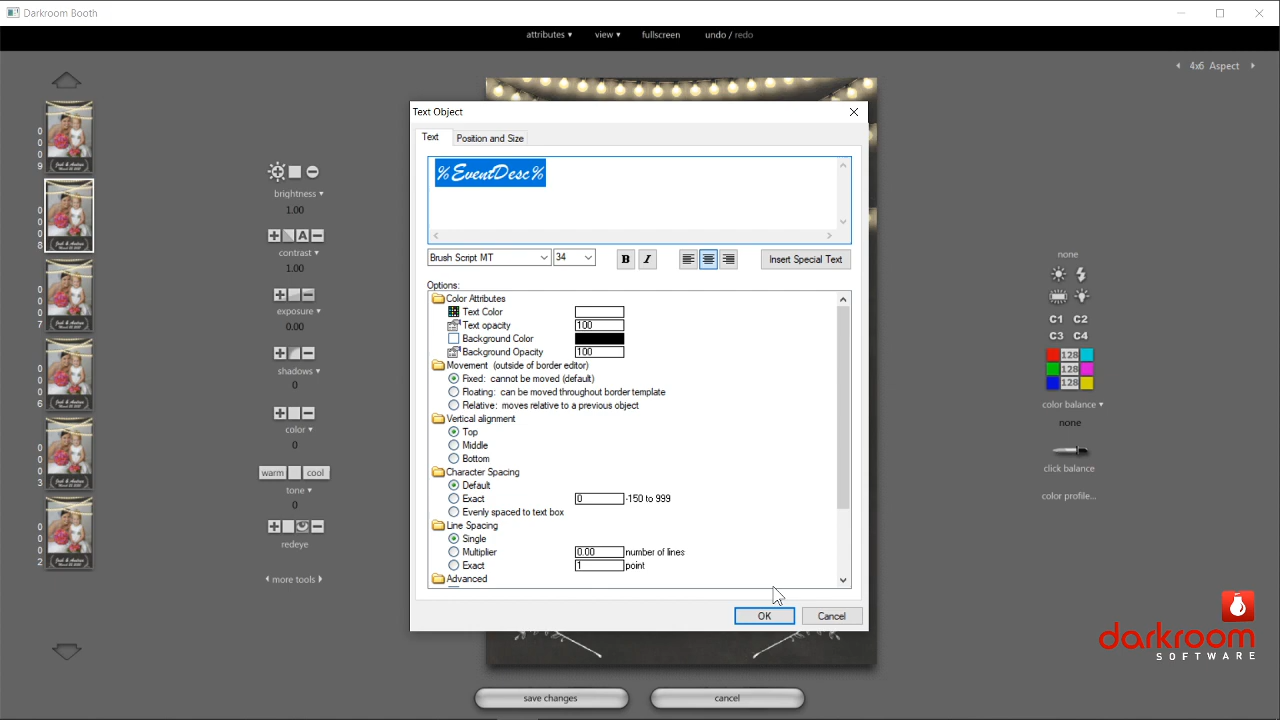 Darkroom Booth
attributes ▾ view ▾ fullscreen undo / redo
4x6 Aspect
Text Object
Text Position and Size
%EventDesc%
Brush Script MT 34 B I Insert Special Text
Options:
Color Attributes
Text Color
Text opacity 100
Background Color
Background Opacity 100
Movement (outside of border editor)
Fixed: cannot be moved (default)
Floating: can be moved throughout border template
Relative: moves relative to a previous object
Vertical alignment
Top
Middle
Bottom
Character Spacing
Default
Exact 0 -150 to 999
Evenly spaced to text box
Line Spacing
Single
Multiplier 0.00 number of lines
Exact 1 point
Advanced
OK Cancel
save changes cancel
0009
0008
0007
0006
0003
0002
brightness ▾
1.00
A
contrast ▾
1.00
exposure ▾
0.00
shadows ▾
0
color ▾
0
warm cool
tone ▾
0
redeye
more tools
none
C1 C2
C3 C4
128
128
128
color balance ▾
none
click balance
color profile...
darkroom
SOFTWARE